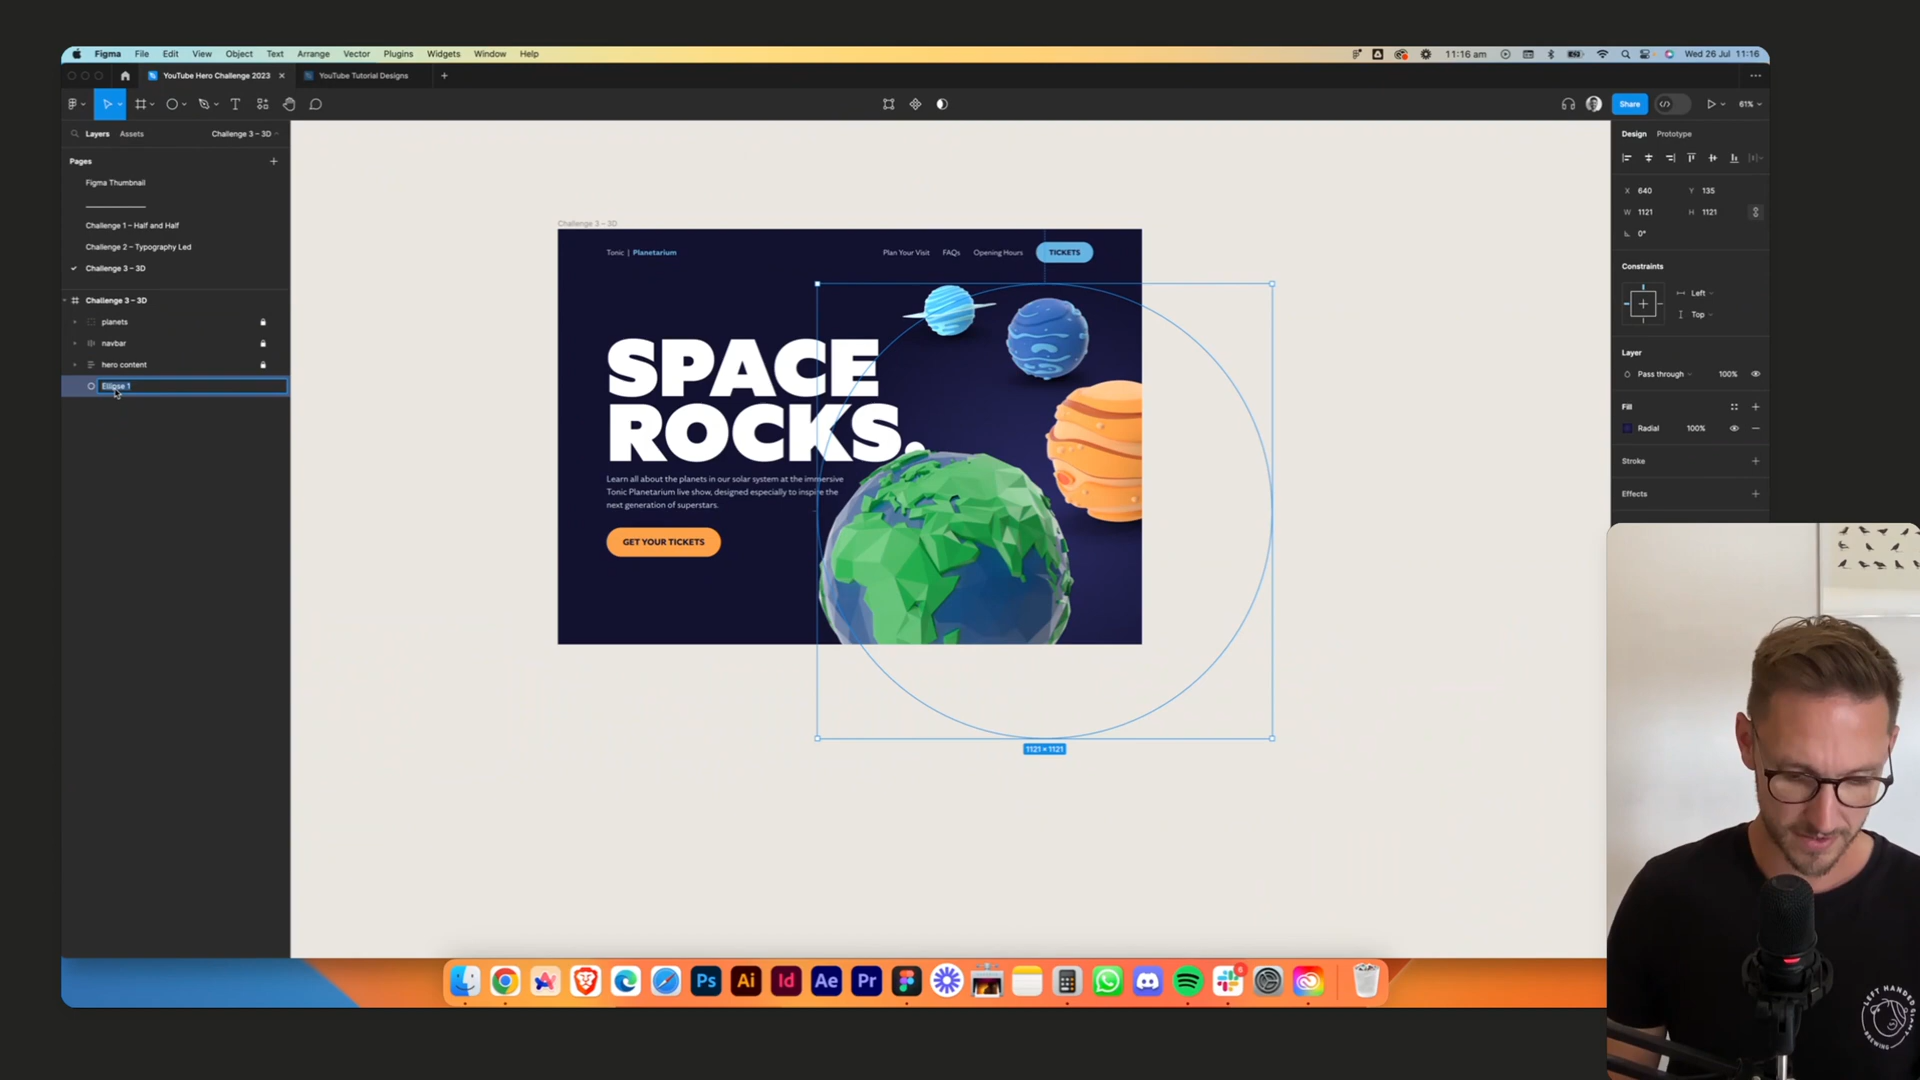 Figma File Edit View Object Text Arrange Vector Plugins Widgets Window Help
11:16 am Wed 26 Jul 11:16
YouTube Hero Challenge 2023 YouTube Tutorial Designs
Share 61%
Layers Assets Challenge 3 – 3D
Pages
Figma Thumbnail
Challenge 1 – Half and Half
Challenge 2 – Typography Led
Challenge 3 – 3D
Challenge 3 – 3D
planets
navbar
hero content
Ellipse 1
Challenge 3 – 3D
Tonic | Planetarium
Plan Your Visit FAQs Opening Hours TICKETS
SPACE
ROCKS.
Learn all about the planets in our solar system at the immersive
Tonic Planetarium live show, designed especially to inspire the
next generation of superstars.
GET YOUR TICKETS
1121 × 1121
Design Prototype
X 640 Y 135
W 1121 H 1121
0°
Constraints
Left
Top
Layer
Pass through 100%
Fill
Radial 100%
Stroke
Effects
Ps Ai Id Ae Pr
6
LEFT HANDED GIANT
BREWING